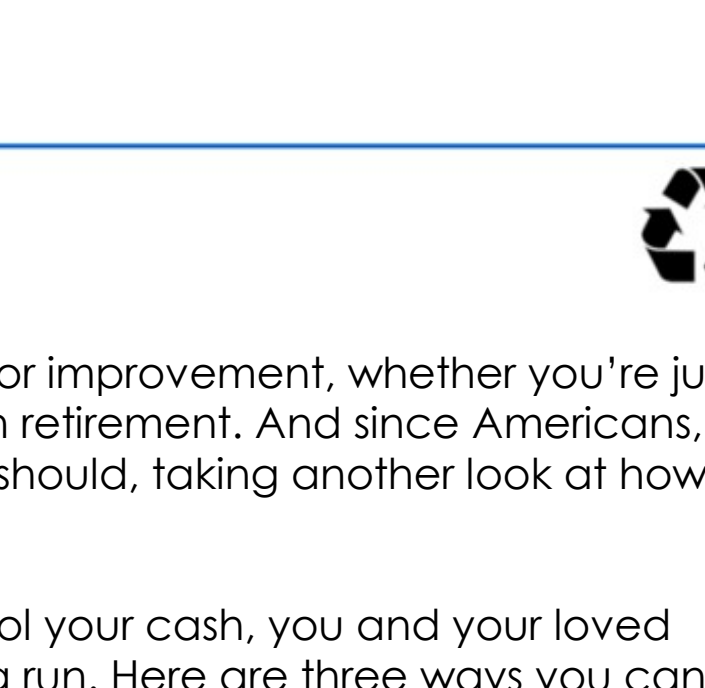 or improvement, whether you're ju
n retirement. And since Americans,
should, taking another look at how
ol your cash, you and your loved
g run. Here are three ways you can